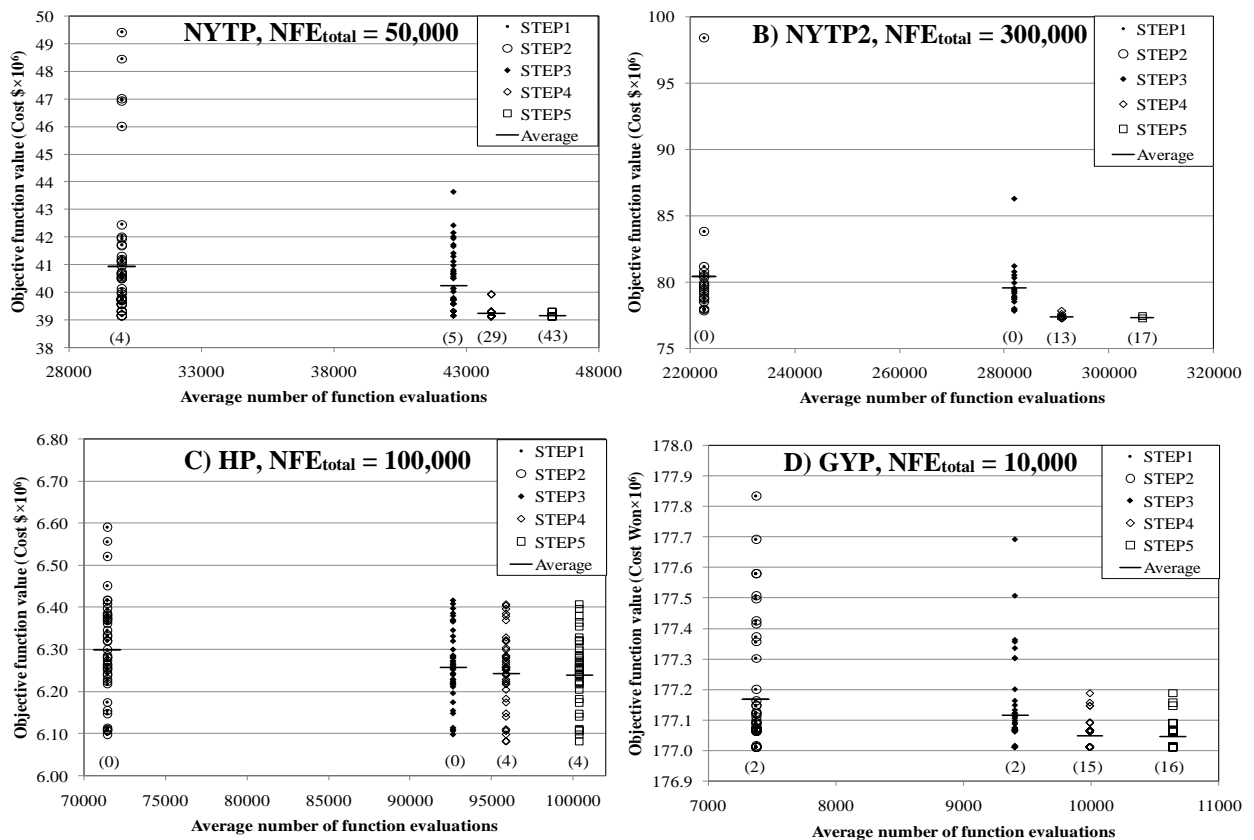 NYTP, NFEtotal = 50,000
Objective function value (Cost $×10⁶)
50
49
48
47
46
45
44
43
42
41
40
39
38
STEP1
STEP2
STEP3
STEP4
STEP5
Average
(4)
(5)
(29)
(43)
28000
33000
38000
43000
48000
Average number of function evaluations
B) NYTP2, NFEtotal = 300,000
Objective function value (Cost $×10⁶)
100
95
90
85
80
75
STEP1
STEP2
STEP3
STEP4
STEP5
Average
(0)
(0)
(13)
(17)
220000
240000
260000
280000
300000
320000
Average number of function evaluations
C) HP, NFEtotal = 100,000
Objective function value (Cost $×10⁶)
6.80
6.70
6.60
6.50
6.40
6.30
6.20
6.10
6.00
STEP1
STEP2
STEP3
STEP4
STEP5
Average
(0)
(0)
(4)
(4)
70000
75000
80000
85000
90000
95000
100000
Average number of function evaluations
D) GYP, NFEtotal = 10,000
Objective function value (Cost Won×10⁶)
178.0
177.9
177.8
177.7
177.6
177.5
177.4
177.3
177.2
177.1
177.0
176.9
STEP1
STEP2
STEP3
STEP4
STEP5
Average
(2)
(2)
(15)
(16)
7000
8000
9000
10000
11000
Average number of function evaluations